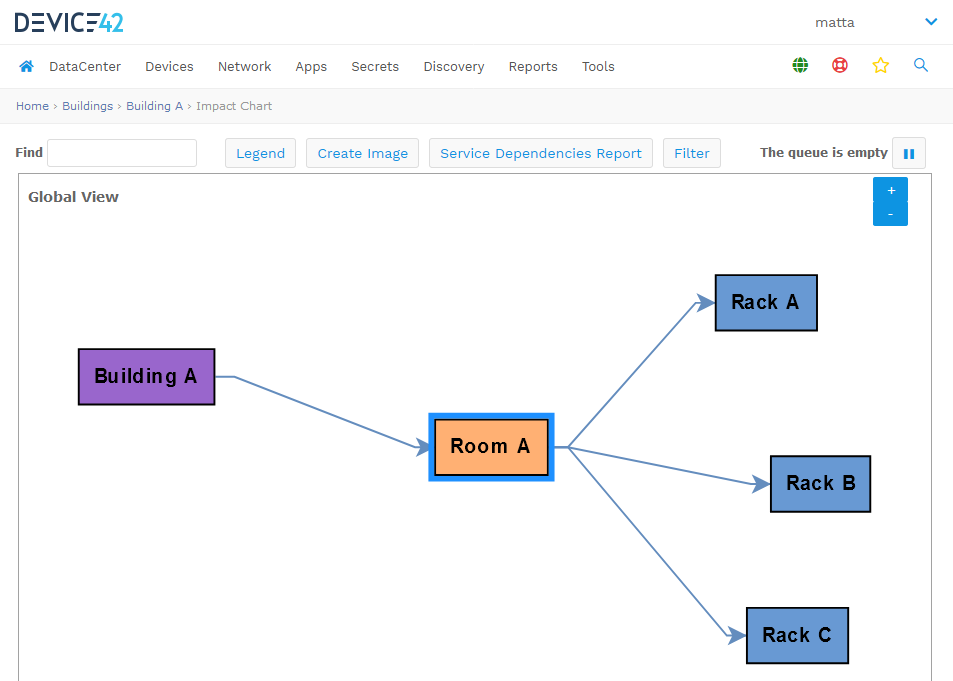 DEVICE42
matta
DataCenter Devices Network Apps Secrets Discovery Reports Tools
Home › Buildings › Building A › Impact Chart
Find Legend Create Image Service Dependencies Report Filter The queue is empty
Global View
+
-
Rack A
Building A
Room A
Rack B
Rack C